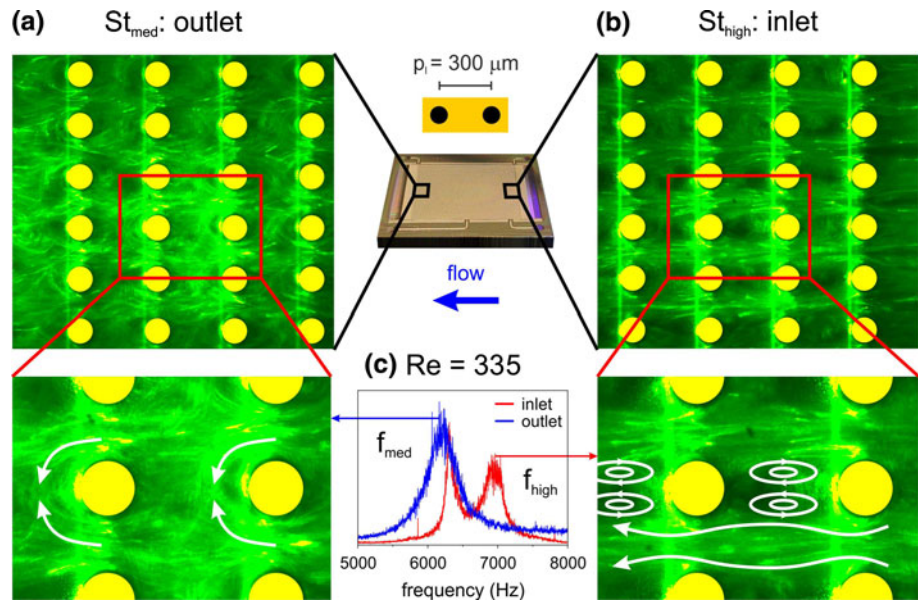 (a) St_med: outlet
(b) St_high: inlet
p_l = 300 µm
flow
(c) Re = 335
inlet
outlet
f_med
f_high
5000 6000 7000 8000
frequency (Hz)